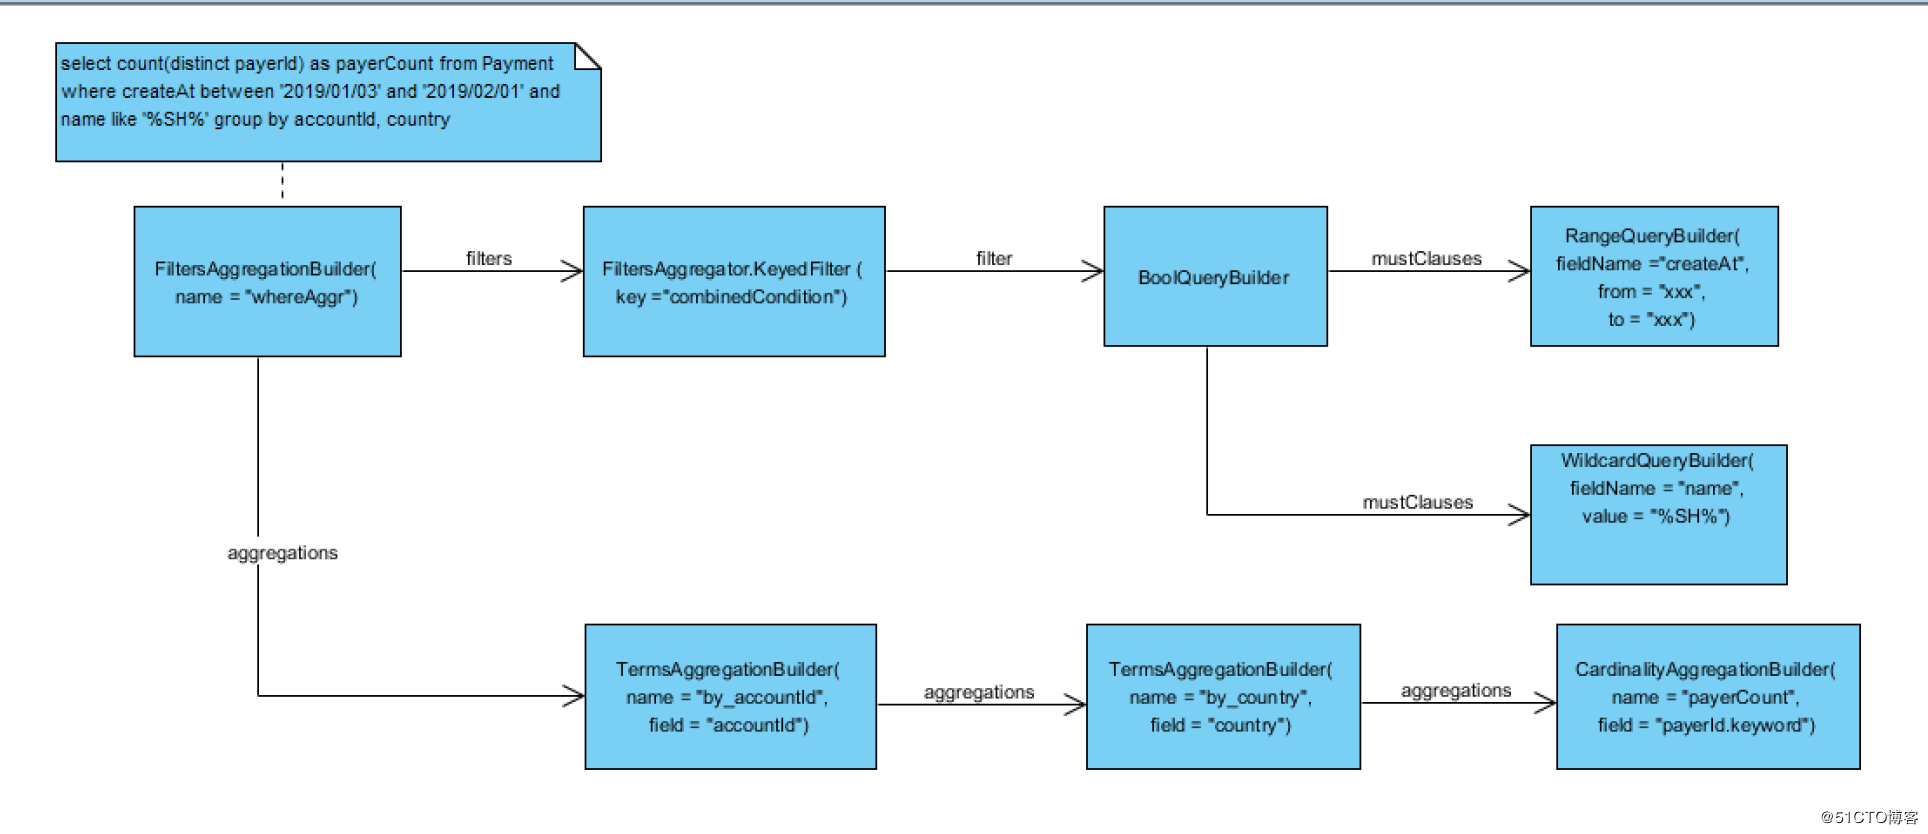 select count(distinct payerId) as payerCount from Payment
where createAt between '2019/01/03' and '2019/02/01' and
name like '%SH%' group by accountId, country
FiltersAggregationBuilder(
name = "whereAggr")
filters
FiltersAggregator.KeyedFilter (
key ="combinedCondition")
filter
BoolQueryBuilder
mustClauses
RangeQueryBuilder(
fieldName ="createAt",
from = "xxx",
to = "xxx")
mustClauses
WildcardQueryBuilder(
fieldName = "name",
value = "%SH%")
aggregations
TermsAggregationBuilder(
name = "by_accountId",
field = "accountId")
aggregations
TermsAggregationBuilder(
name = "by_country",
field = "country")
aggregations
CardinalityAggregationBuilder(
name = "payerCount",
field = "payerId.keyword")
@51CTO博客